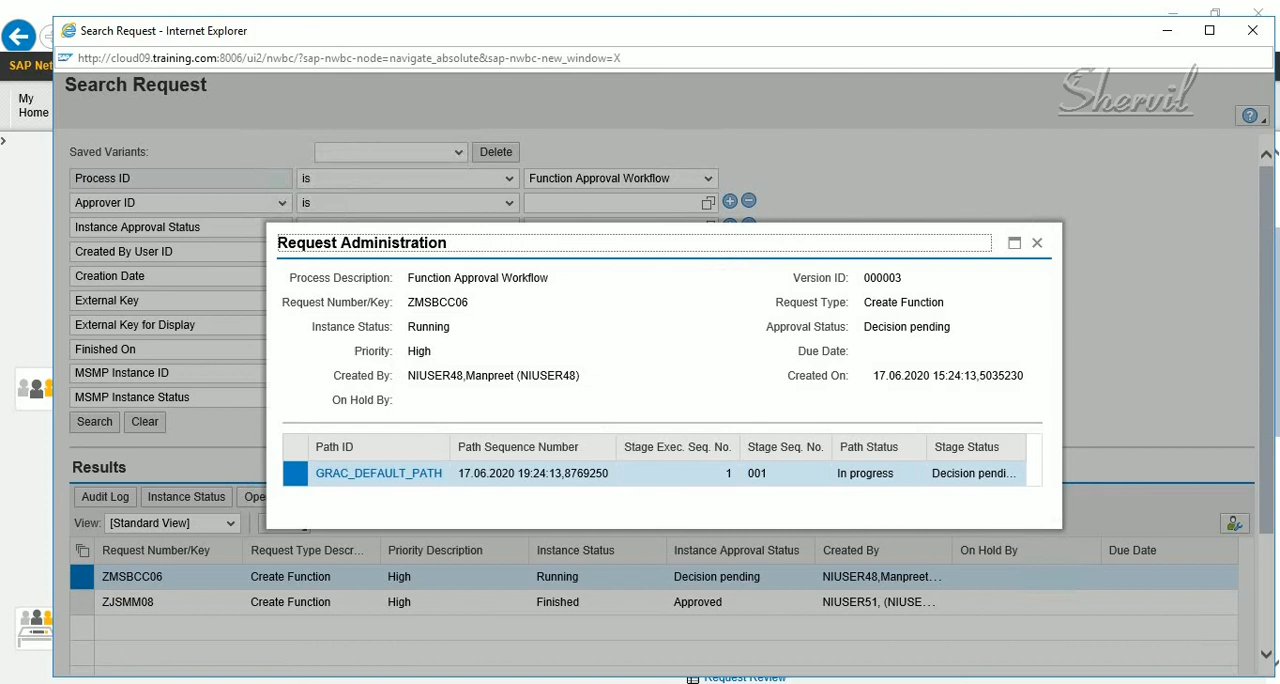 Search Request - Internet Explorer
http://cloud09.training.com:8006/ui2/nwbc/?sap-nwbc-node=navigate_absolute&sap-nwbc-new_window=X
SAP Net
Search Request
Shervil
My
Home
Saved Variants:
Delete
Process ID is Function Approval Workflow
Approver ID is
Instance Approval Status
Created By User ID
Creation Date
External Key
External Key for Display
Finished On
MSMP Instance ID
MSMP Instance Status
Search Clear
Request Administration
Process Description: Function Approval Workflow Version ID: 000003
Request Number/Key: ZMSBCC06 Request Type: Create Function
Instance Status: Running Approval Status: Decision pending
Priority: High Due Date:
Created By: NIUSER48,Manpreet (NIUSER48) Created On: 17.06.2020 15:24:13,5035230
On Hold By:
Path ID Path Sequence Number Stage Exec. Seq. No. Stage Seq. No. Path Status Stage Status
GRAC_DEFAULT_PATH 17.06.2020 19:24:13,8769250 1 001 In progress Decision pendi...
Results
Audit Log Instance Status Ope
View: [Standard View]
Request Number/Key Request Type Descr... Priority Description Instance Status Instance Approval Status Created By On Hold By Due Date
ZMSBCC06 Create Function High Running Decision pending NIUSER48,Manpreet...
ZJSMM08 Create Function High Finished Approved NIUSER51, (NIUSE...
Request Review